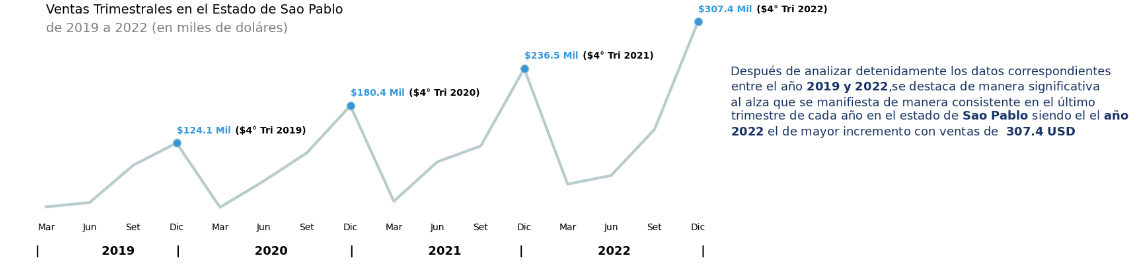 Ventas Trimestrales en el Estado de Sao Pablo
de 2019 a 2022 (en miles de doláres)
$124.1 Mil ($4° Tri 2019)
$180.4 Mil ($4° Tri 2020)
$236.5 Mil ($4° Tri 2021)
$307.4 Mil ($4° Tri 2022)
Después de analizar detenidamente los datos correspondientes
entre el año 2019 y 2022,se destaca de manera significativa
al alza que se manifiesta de manera consistente en el último
trimestre de cada año en el estado de Sao Pablo siendo el el año
2022 el de mayor incremento con ventas de 307.4 USD
Mar Jun Set Dic Mar Jun Set Dic Mar Jun Set Dic Mar Jun Set Dic
| 2019 | 2020 | 2021 | 2022 |